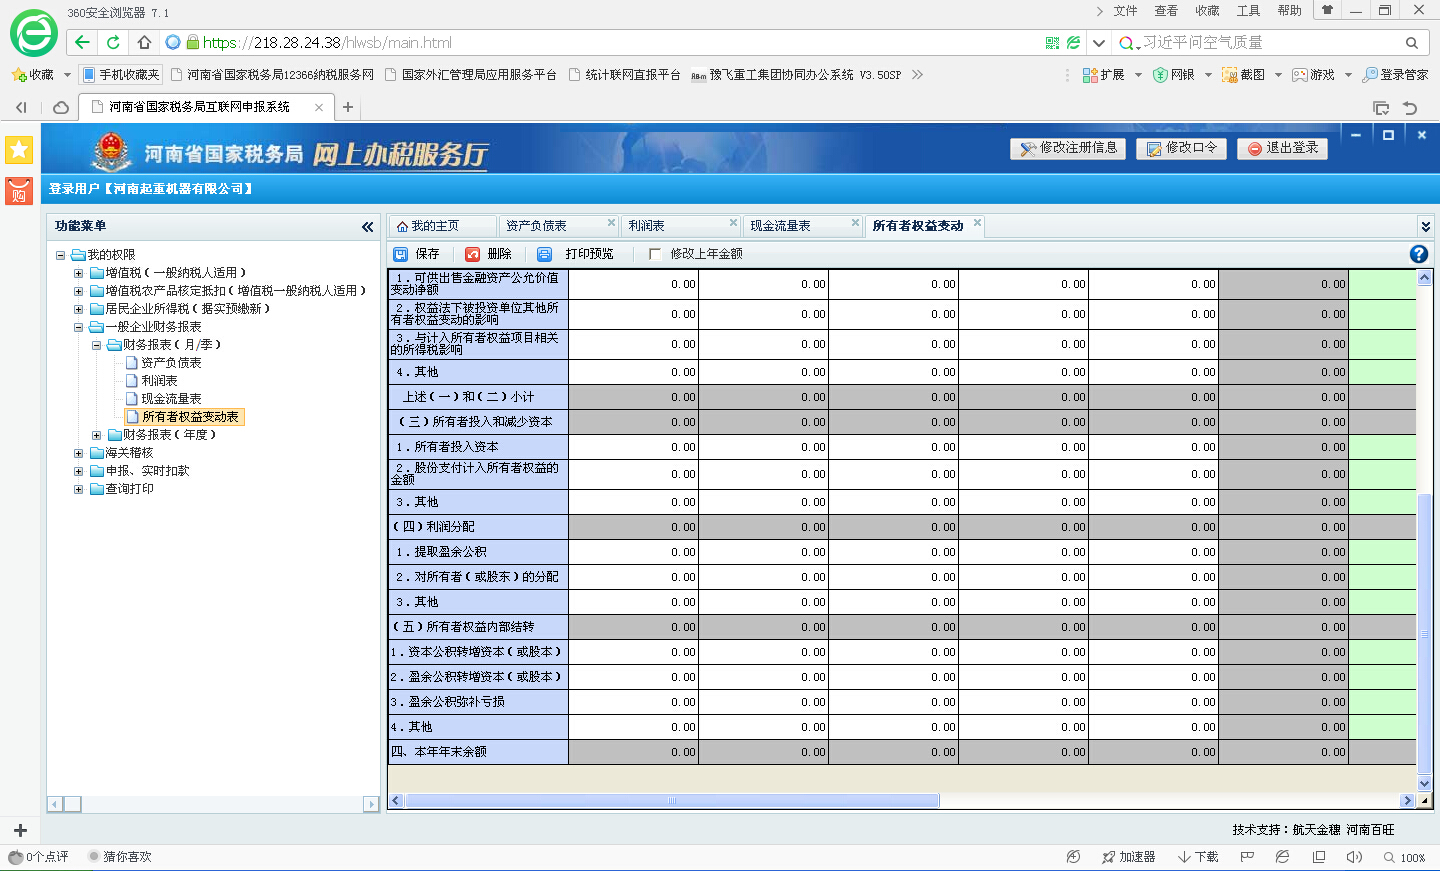 360安全浏览器 7.1
文件 查看 收藏 工具 帮助
https://218.28.24.38/hlwsb/main.html
习近平问空气质量
收藏 手机收藏夹 河南省国家税务局12366纳税服务网 国家外汇管理局应用服务平台 统计联网直报平台 豫飞重工集团协同办公系统 V3.50SP
扩展 网银 截图 游戏 登录管家
河南省国家税务局互联网申报系统
河南省国家税务局 网上办税服务厅
修改注册信息 修改口令 退出登录
购
登录用户【河南起重机器有限公司】
功能菜单
我的主页 资产负债表 利润表 现金流量表 所有者权益变动
保存 删除 打印预览 修改上年金额
我的权限
增值税（一般纳税人适用）
增值税农产品核定抵扣（增值税一般纳税人适用）
居民企业所得税（据实预缴新）
一般企业财务报表
财务报表（月/季）
资产负债表
利润表
现金流量表
所有者权益变动表
财务报表（年度）
海关稽核
申报、实时扣款
查询打印
1．可供出售金融资产公允价值变动净额 0.00 0.00 0.00 0.00 0.00 0.00
2．权益法下被投资单位其他所有者权益变动的影响 0.00 0.00 0.00 0.00 0.00 0.00
3．与计入所有者权益项目相关的所得税影响 0.00 0.00 0.00 0.00 0.00 0.00
4．其他 0.00 0.00 0.00 0.00 0.00 0.00
上述（一）和（二）小计 0.00 0.00 0.00 0.00 0.00 0.00
（三）所有者投入和减少资本 0.00 0.00 0.00 0.00 0.00 0.00
1．所有者投入资本 0.00 0.00 0.00 0.00 0.00 0.00
2．股份支付计入所有者权益的金额 0.00 0.00 0.00 0.00 0.00 0.00
3．其他 0.00 0.00 0.00 0.00 0.00 0.00
（四）利润分配 0.00 0.00 0.00 0.00 0.00 0.00
1．提取盈余公积 0.00 0.00 0.00 0.00 0.00 0.00
2．对所有者（或股东）的分配 0.00 0.00 0.00 0.00 0.00 0.00
3．其他 0.00 0.00 0.00 0.00 0.00 0.00
（五）所有者权益内部结转 0.00 0.00 0.00 0.00 0.00 0.00
1．资本公积转增资本（或股本） 0.00 0.00 0.00 0.00 0.00 0.00
2．盈余公积转增资本（或股本） 0.00 0.00 0.00 0.00 0.00 0.00
3．盈余公积弥补亏损 0.00 0.00 0.00 0.00 0.00 0.00
4．其他 0.00 0.00 0.00 0.00 0.00 0.00
四、本年年末余额 0.00 0.00 0.00 0.00 0.00 0.00
技术支持：航天金穗 河南百旺
0个点评 猜你喜欢
加速器 下载 100%